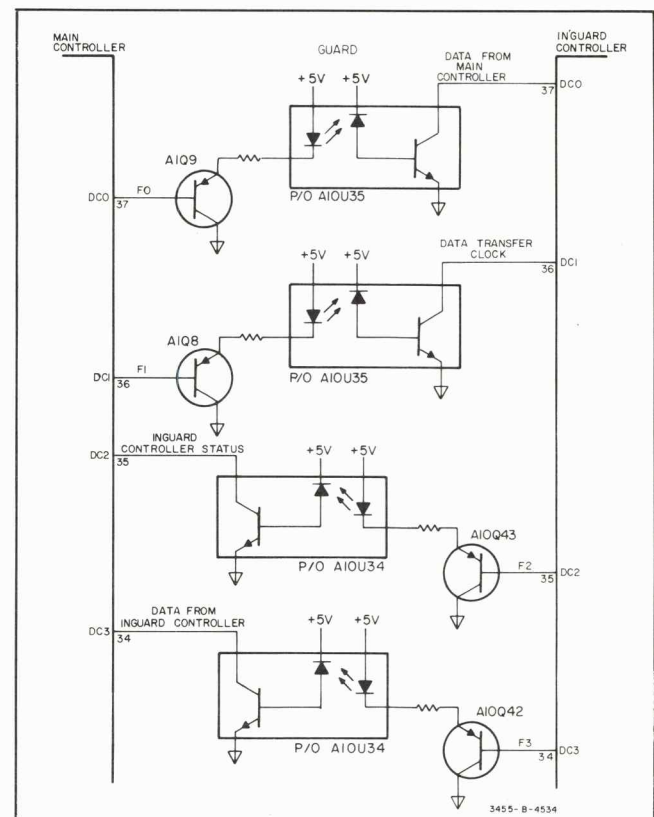 MAIN
CONTROLLER
GUARD
IN'GUARD
CONTROLLER
DATA FROM
MAIN
CONTROLLER
+5V
+5V
37
DC0
A1Q9
DC0
F0
37
P/O A10U35
DATA TRANSFER
CLOCK
+5V
+5V
36
DC1
A1Q8
DC1
F1
36
P/O A10U35
INGUARD
CONTROLLER STATUS
DC2
35
+5V
+5V
A10Q43
P/O A10U34
F2
35
DC2
DATA FROM
INGUARD CONTROLLER
DC3
34
+5V
+5V
A10Q42
P/O A10U34
F3
34
DC3
3455-B-4534